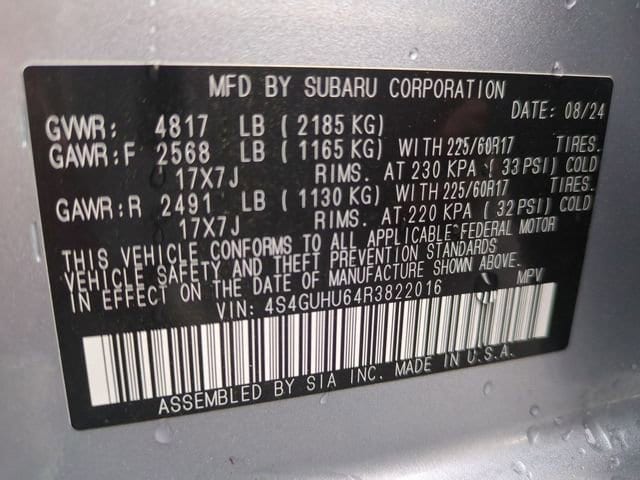 MFD BY SUBARU CORPORATION
DATE: 08/24
GVWR: 4817 LB (2185 KG)
GAWR:F 2568 LB (1165 KG) WITH 225/60R17 TIRES.
17X7J RIMS. AT 230 KPA (33 PSI) COLD
GAWR:R 2491 LB (1130 KG) WITH 225/60R17 TIRES.
17X7J RIMS. AT 220 KPA (32 PSI) COLD
THIS VEHICLE CONFORMS TO ALL APPLICABLE FEDERAL MOTOR
VEHICLE SAFETY AND THEFT PREVENTION STANDARDS
IN EFFECT ON THE DATE OF MANUFACTURE SHOWN ABOVE.
VIN: 4S4GUHU64R3822016 MPV
ASSEMBLED BY SIA INC. MADE IN U.S.A.